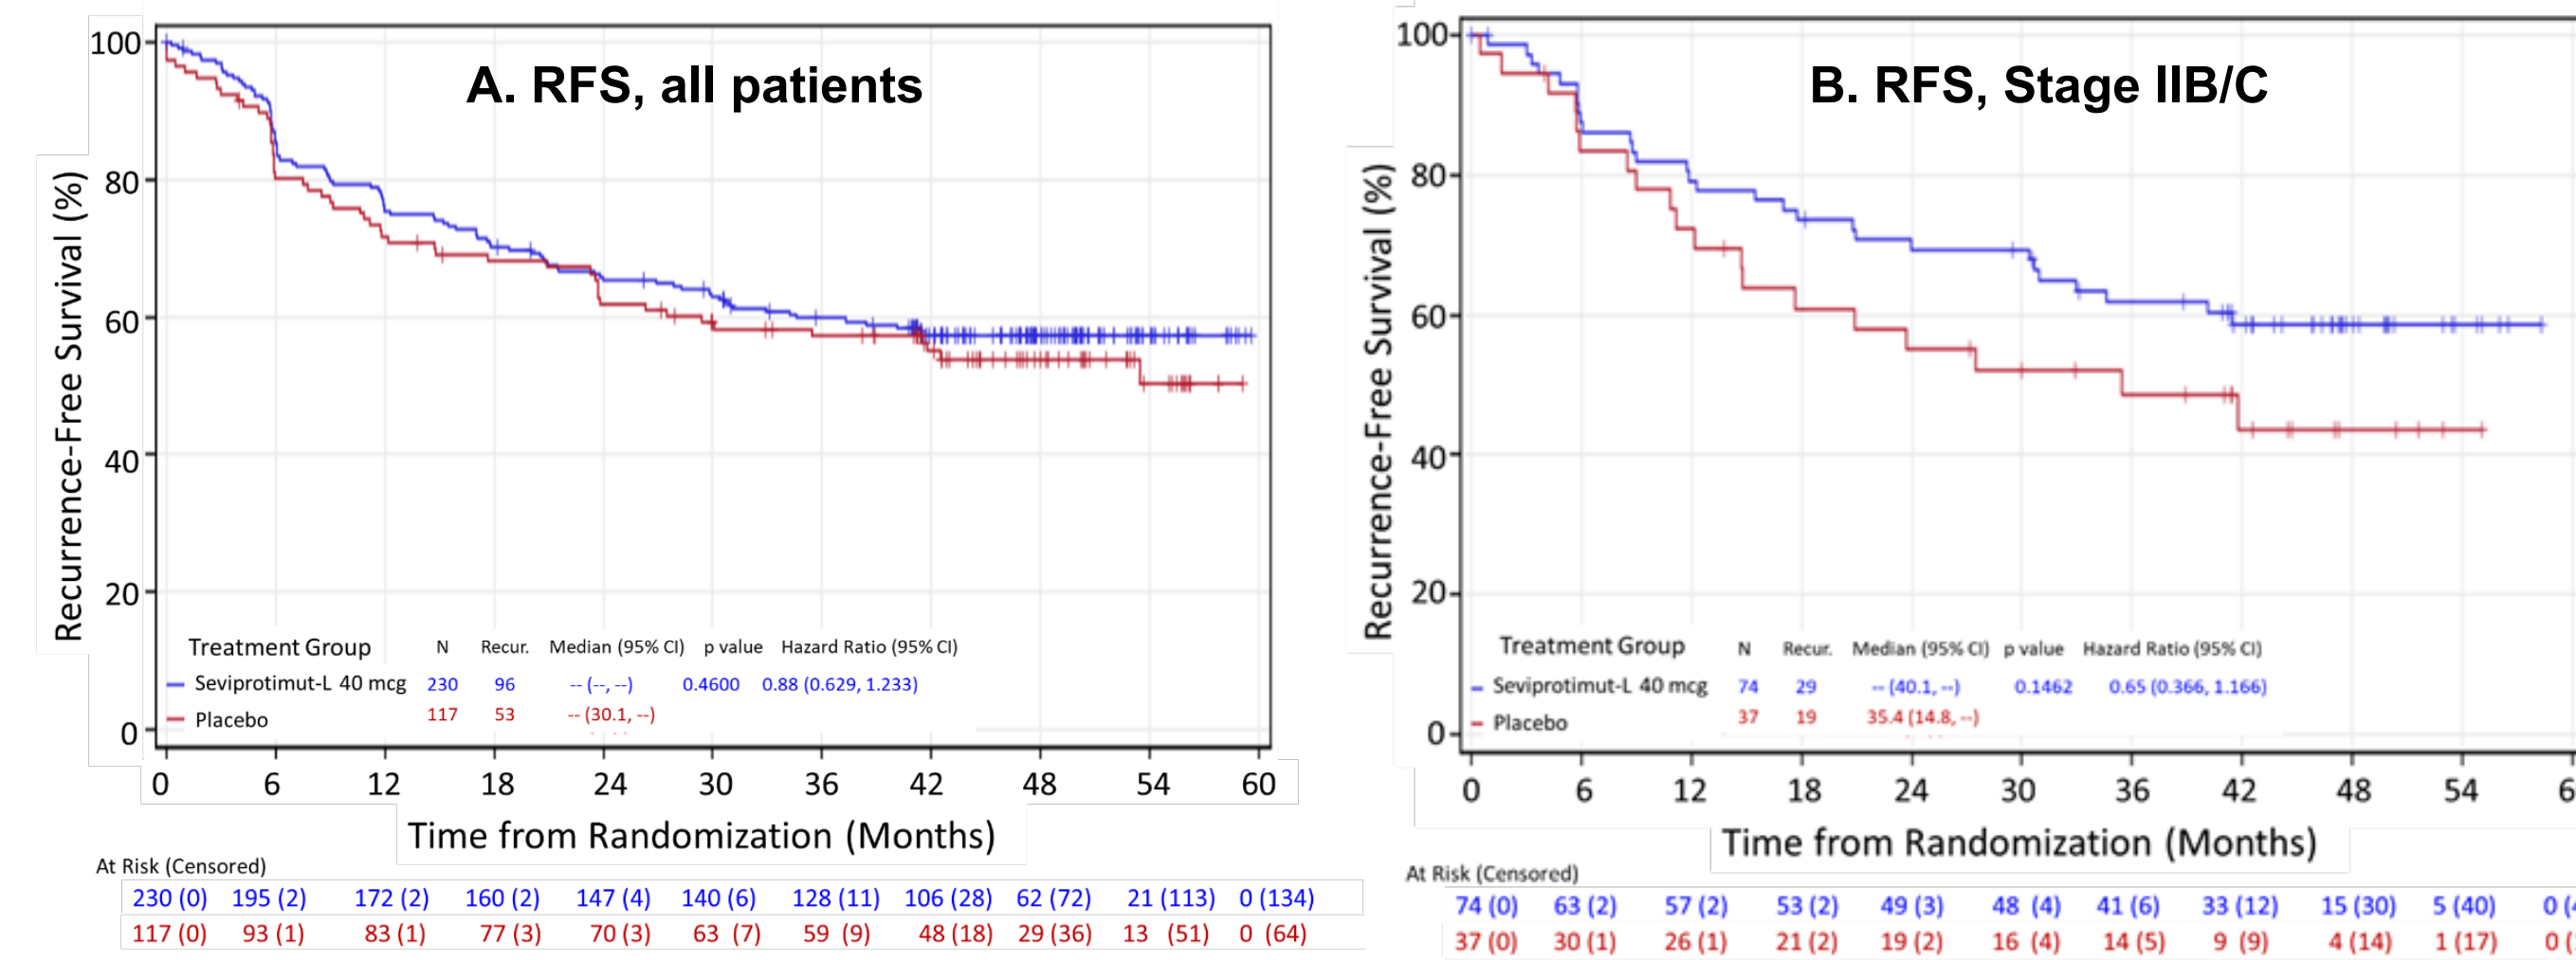 A. RFS, all patients
Recurrence-Free Survival (%)
100
80
60
40
20
0
Treatment Group N Recur. Median (95% CI) p value Hazard Ratio (95% CI)
Seviprotimut-L 40 mcg 230 96 -- (--, --) 0.4600 0.88 (0.629, 1.233)
Placebo 117 53 -- (30.1, --)
0 6 12 18 24 30 36 42 48 54 60
Time from Randomization (Months)
At Risk (Censored)
230 (0) 195 (2) 172 (2) 160 (2) 147 (4) 140 (6) 128 (11) 106 (28) 62 (72) 21 (113) 0 (134)
117 (0) 93 (1) 83 (1) 77 (3) 70 (3) 63 (7) 59 (9) 48 (18) 29 (36) 13 (51) 0 (64)
B. RFS, Stage IIB/C
Recurrence-Free Survival (%)
100
80
60
40
20
0
Treatment Group N Recur. Median (95% CI) p value Hazard Ratio (95% CI)
Seviprotimut-L 40 mcg 74 29 -- (40.1, --) 0.1462 0.65 (0.366, 1.166)
Placebo 37 19 35.4 (14.8, --)
0 6 12 18 24 30 36 42 48 54
Time from Randomization (Months)
At Risk (Censored)
74 (0) 63 (2) 57 (2) 53 (2) 49 (3) 48 (4) 41 (6) 33 (12) 15 (30) 5 (40) 0
37 (0) 30 (1) 26 (1) 21 (2) 19 (2) 16 (4) 14 (5) 9 (9) 4 (14) 1 (17) 0